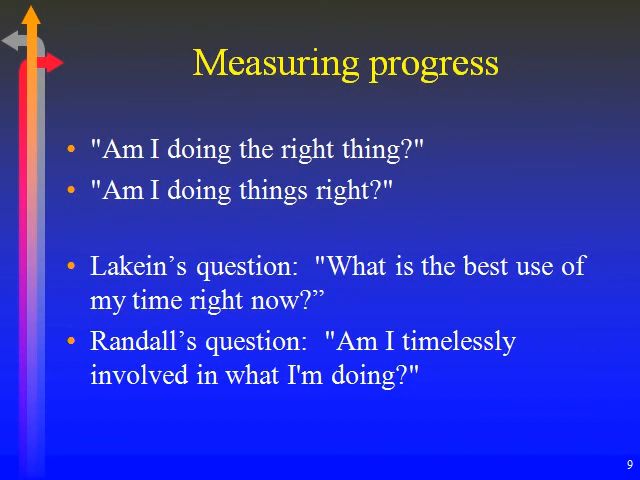 Measuring progress
• "Am I doing the right thing?"
• "Am I doing things right?"
• Lakein’s question:  "What is the best use of
my time right now?”
• Randall’s question:  "Am I timelessly
involved in what I'm doing?"
9